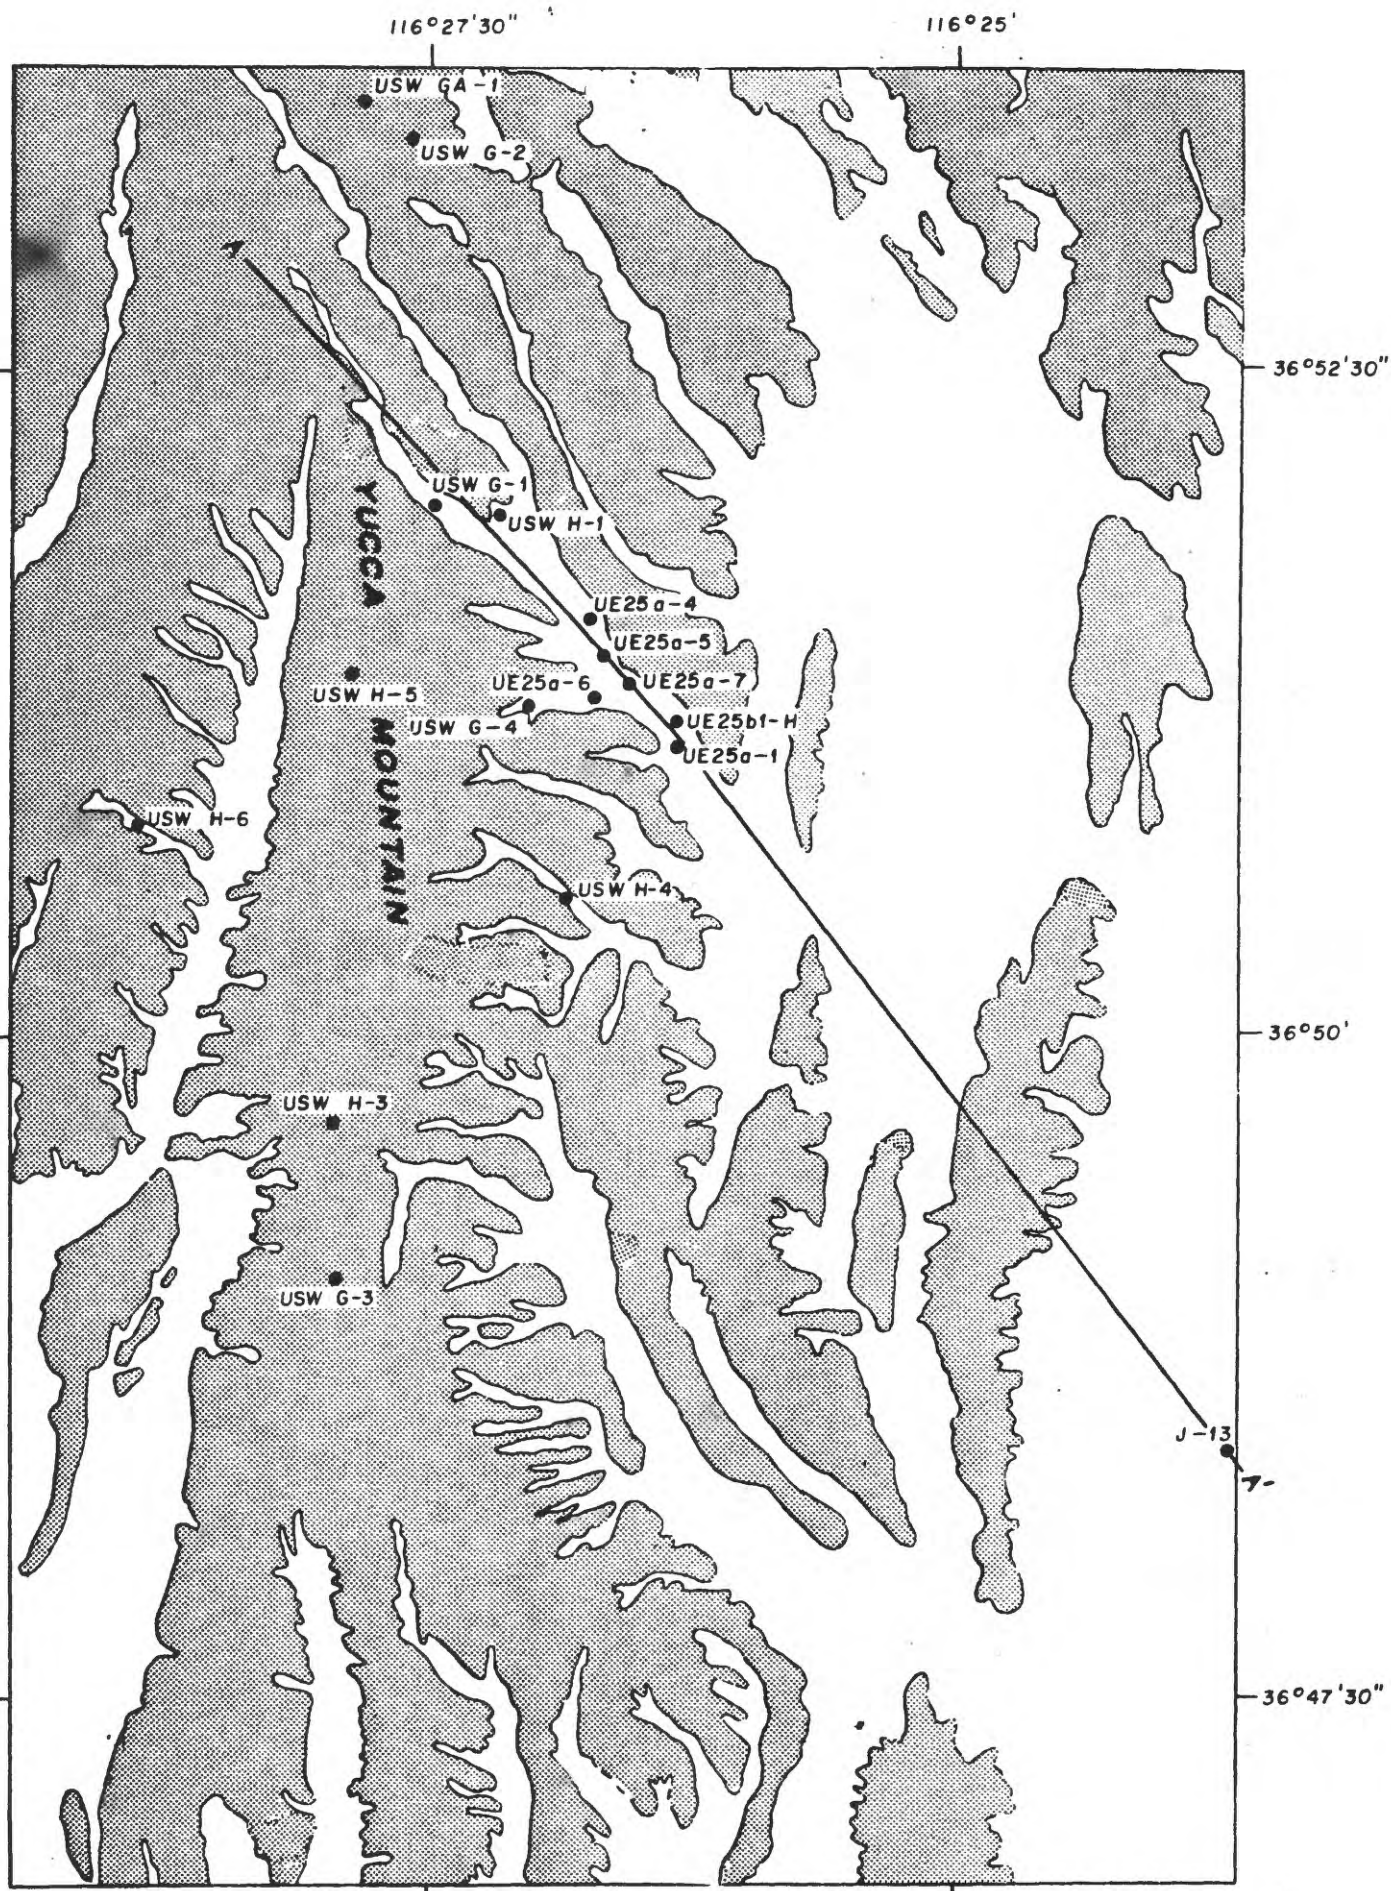 116°27'30"
116°25'
USW GA-1
USW G-2
A
36°52'30"
USW G-1
USW H-1
YUCCA
UE25a-4
UE25a-5
USW H-5
UE25a-6
UE25a-7
USW G-4
UE25b1-H
UE25a-1
MOUNTAIN
USW H-6
USW H-4
36°50'
USW H-3
USW G-3
J-13
A'
36°47'30"